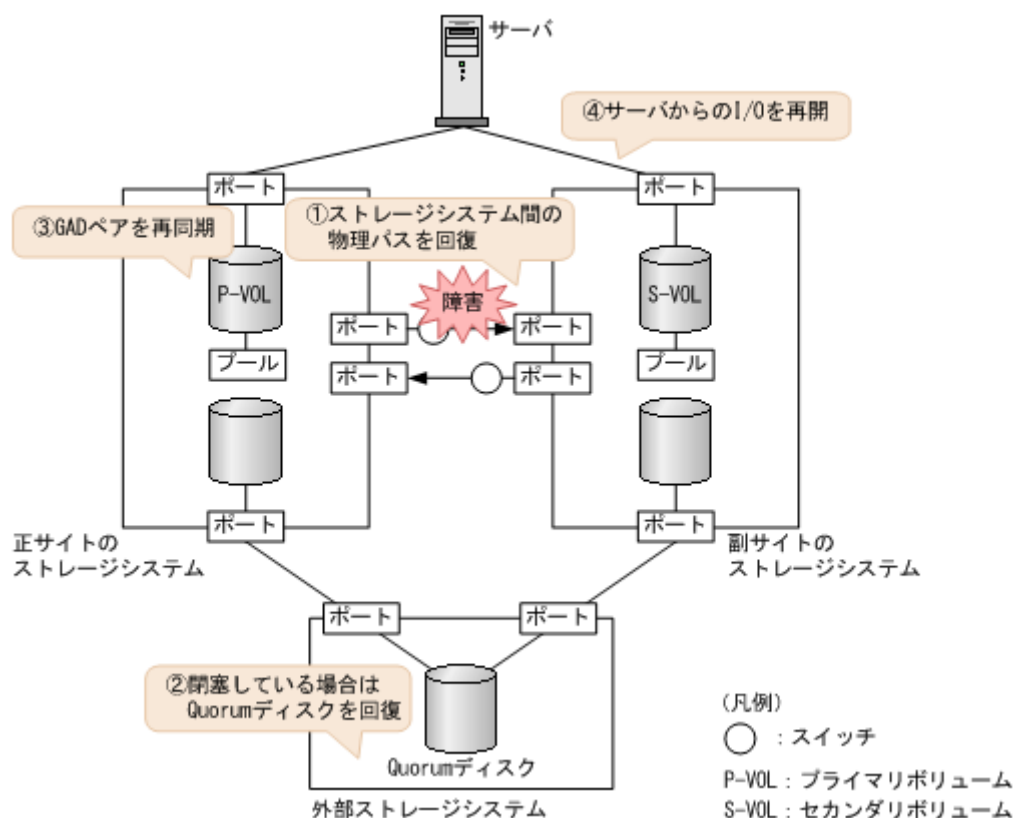 サーバ
④サーバからのI/Oを再開
ポート
ポート
③GADペアを再同期
①ストレージシステム間の
物理パスを回復
P-VOL
障害
S-VOL
ポート
ポート
プール
ポート
ポート
プール
ポート
ポート
正サイトの
ストレージシステム
副サイトの
ストレージシステム
ポート
ポート
②閉塞している場合は
Quorumディスクを回復
Quorumディスク
外部ストレージシステム
(凡例)
：スイッチ
P-VOL：プライマリボリューム
S-VOL：セカンダリボリューム